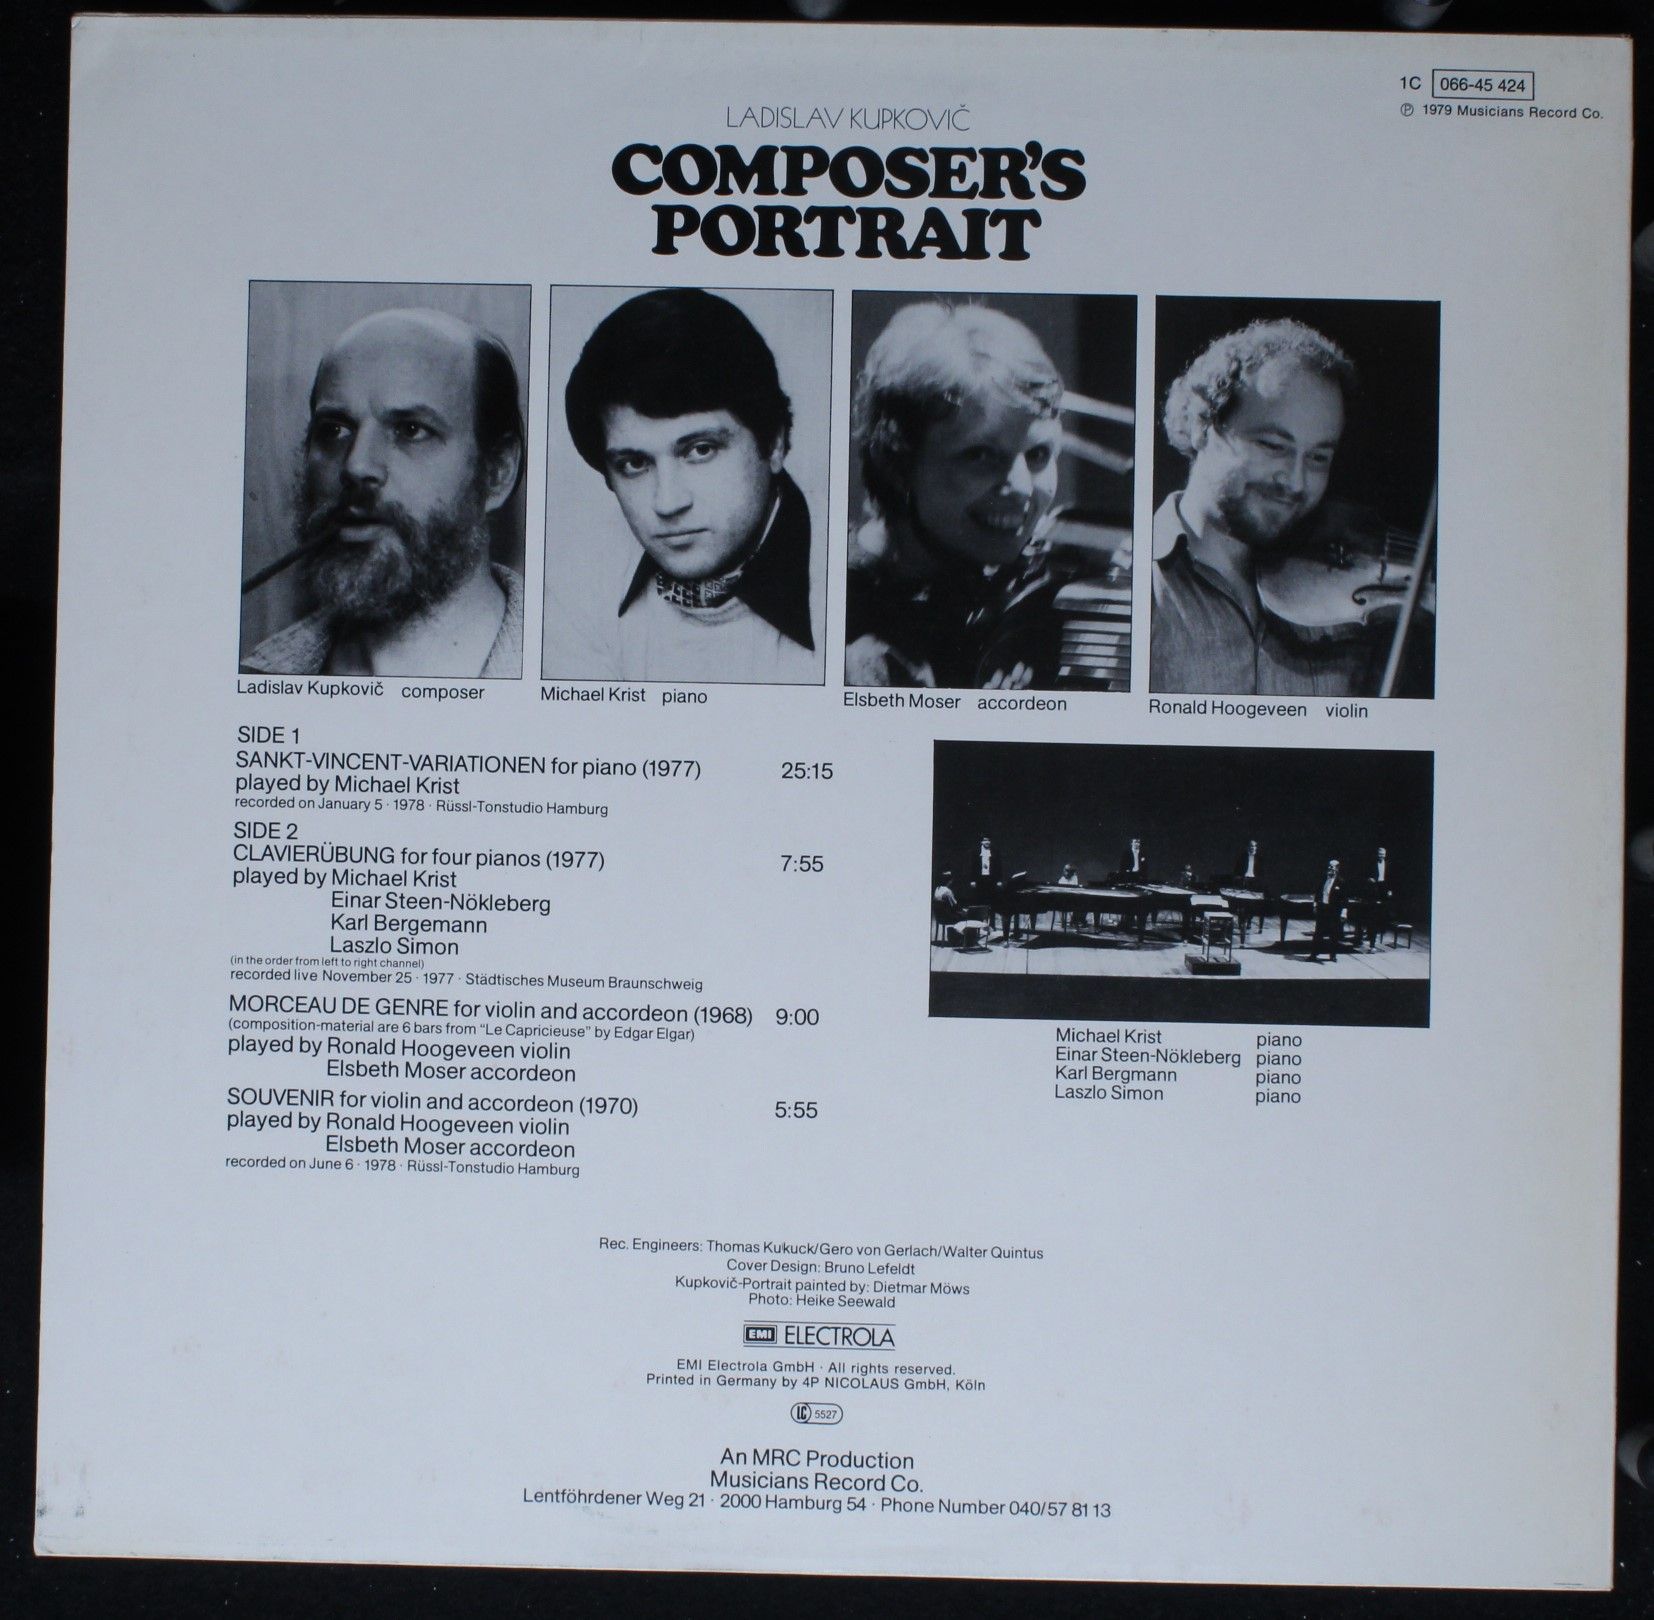 1C 066-45 424
℗ 1979 Musicians Record Co.
LADISLAV KUPKOVIČ
COMPOSER'S
PORTRAIT
Ladislav Kupkovič composer
Michael Krist piano
Elsbeth Moser accordeon
Ronald Hoogeveen violin
SIDE 1
SANKT-VINCENT-VARIATIONEN for piano (1977) 25:15
played by Michael Krist
recorded on January 5 · 1978 · Rüssl-Tonstudio Hamburg
SIDE 2
CLAVIERÜBUNG for four pianos (1977) 7:55
played by Michael Krist
Einar Steen-Nökleberg
Karl Bergemann
Laszlo Simon
(in the order from left to right channel)
recorded live November 25 · 1977 · Städtisches Museum Braunschweig
MORCEAU DE GENRE for violin and accordeon (1968) 9:00
(composition-material are 6 bars from "Le Capricieuse" by Edgar Elgar)
played by Ronald Hoogeveen violin
Elsbeth Moser accordeon
SOUVENIR for violin and accordeon (1970) 5:55
played by Ronald Hoogeveen violin
Elsbeth Moser accordeon
recorded on June 6 · 1978 · Rüssl-Tonstudio Hamburg
Michael Krist piano
Einar Steen-Nökleberg piano
Karl Bergmann piano
Laszlo Simon piano
Rec. Engineers: Thomas Kukuck/Gero von Gerlach/Walter Quintus
Cover Design: Bruno Lefeldt
Kupkovič-Portrait painted by: Dietmar Möws
Photo: Heike Seewald
EMI ELECTROLA
EMI Electrola GmbH · All rights reserved.
Printed in Germany by 4P NICOLAUS GmbH, Köln
LC 5527
An MRC Production
Musicians Record Co.
Lentföhrdener Weg 21 · 2000 Hamburg 54 · Phone Number 040/57 81 13